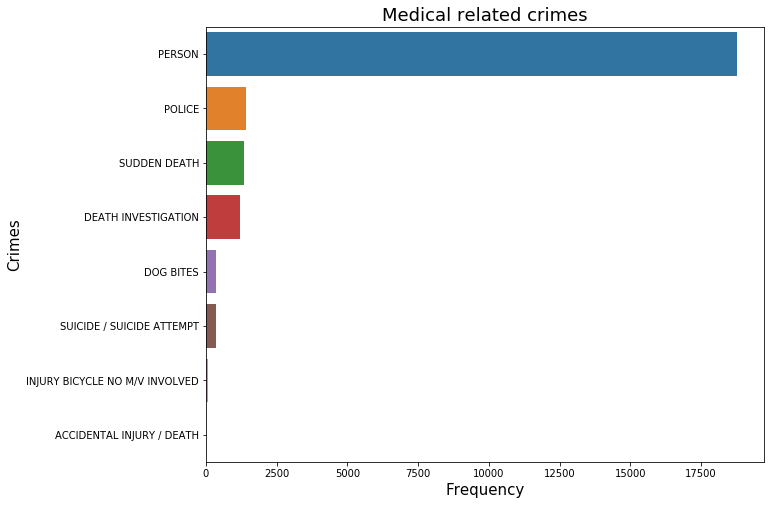 Medical related crimes
Crimes
PERSON
POLICE
SUDDEN DEATH
DEATH INVESTIGATION
DOG BITES
SUICIDE / SUICIDE ATTEMPT
INJURY BICYCLE NO M/V INVOLVED
ACCIDENTAL INJURY / DEATH
0 2500 5000 7500 10000 12500 15000 17500
Frequency